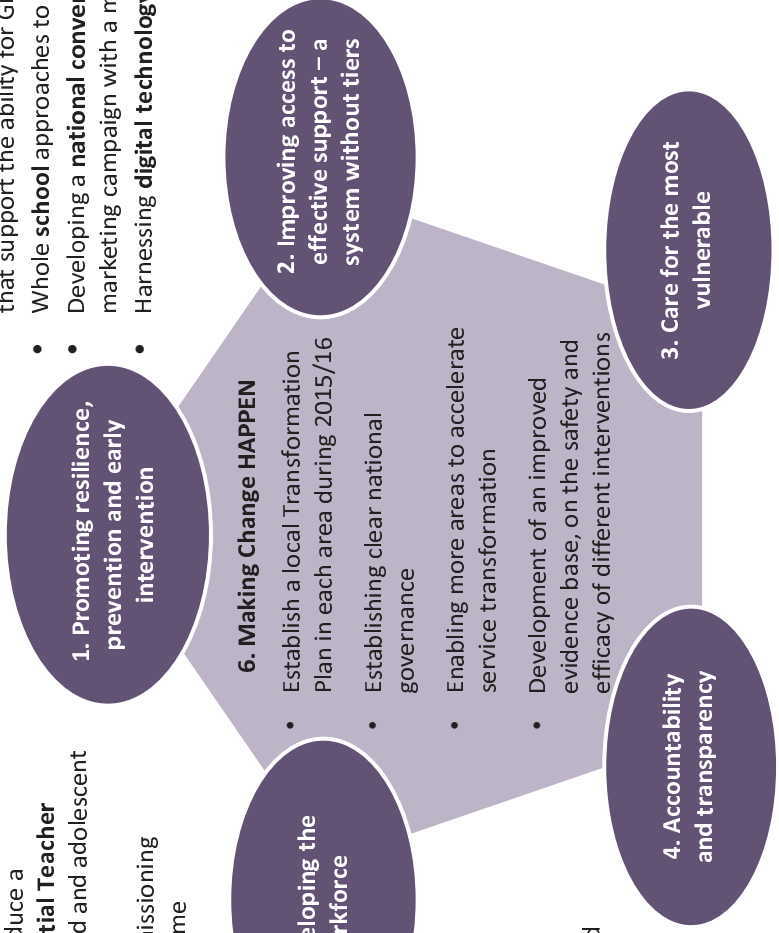 duce a
tial Teacher
d and adolescent
issioning
me
1. Promoting resilience,
prevention and early
intervention
that support the ability for G
• Whole school approaches to
• Developing a national conver
marketing campaign with a m
• Harnessing digital technology
2. Improving access to
effective support – a
system without tiers
eloping the
rkforce
6. Making Change HAPPEN
• Establish a local Transformation
Plan in each area during 2015/16
• Establishing clear national
governance
• Enabling more areas to accelerate
service transformation
• Development of an improved
evidence base, on the safety and
efficacy of different interventions
d
4. Accountability
and transparency
3. Care for the most
vulnerable